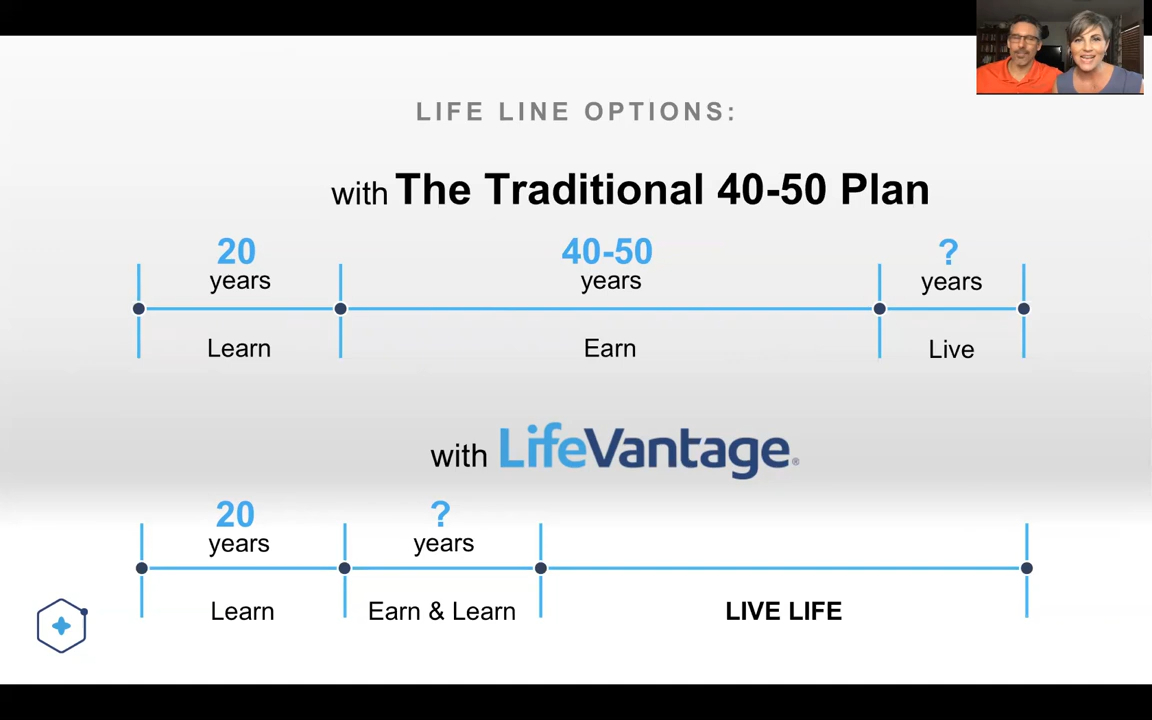 LIFE LINE OPTIONS:
with The Traditional 40-50 Plan
20 40-50 ?
years years years
Learn Earn Live
with LifeVantage®
20 ?
years years
Learn Earn & Learn LIVE LIFE